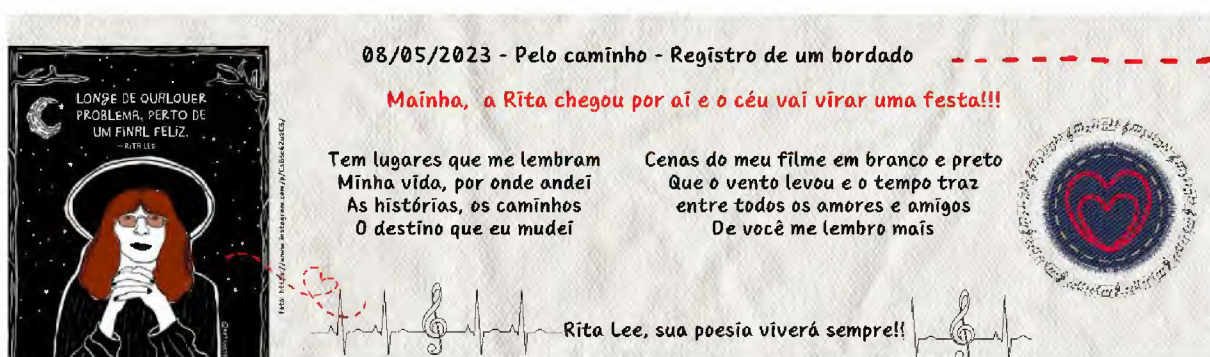 08/05/2023 - Pelo caminho - Registro de um bordado
Mainha, a Rita chegou por aí e o céu vai virar uma festa!!!
LONGE DE QUALQUER
PROBLEMA, PERTO DE
UM FINAL FELIZ.
—RITA LEE
Tem lugares que me lembram
Minha vida, por onde andei
As histórias, os caminhos
O destino que eu mudei
Cenas do meu filme em branco e preto
Que o vento levou e o tempo traz
entre todos os amores e amigos
De você me lembro mais
Rita Lee, sua poesia viverá sempre!!